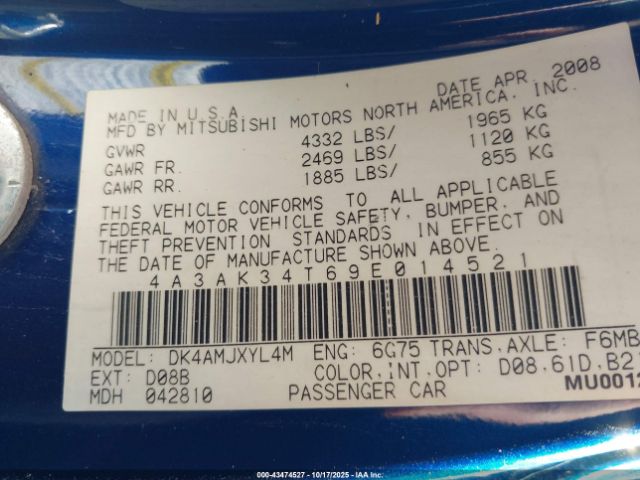 DATE APR. 2008
MADE IN U.S.A
MFD BY MITSUBISHI MOTORS NORTH AMERICA, INC.
GVWR 4332 LBS/ 1965 KG
GAWR FR. 2469 LBS/ 1120 KG
GAWR RR. 1885 LBS/ 855 KG
THIS VEHICLE CONFORMS TO ALL APPLICABLE
FEDERAL MOTOR VEHICLE SAFETY, BUMPER, AND
THEFT PREVENTION STANDARDS IN EFFECT ON
THE DATE OF MANUFACTURE SHOWN ABOVE.
4A3AK34T69E014521
MODEL: DK4AMJXYL4M ENG: 6G75 TRANS,AXLE: F6MB
EXT: D08B COLOR,INT,OPT: D08.61D.B2
MDH 042810 PASSENGER CAR MU0012
000-43474527 - 10/17/2025 - IAAI.COM